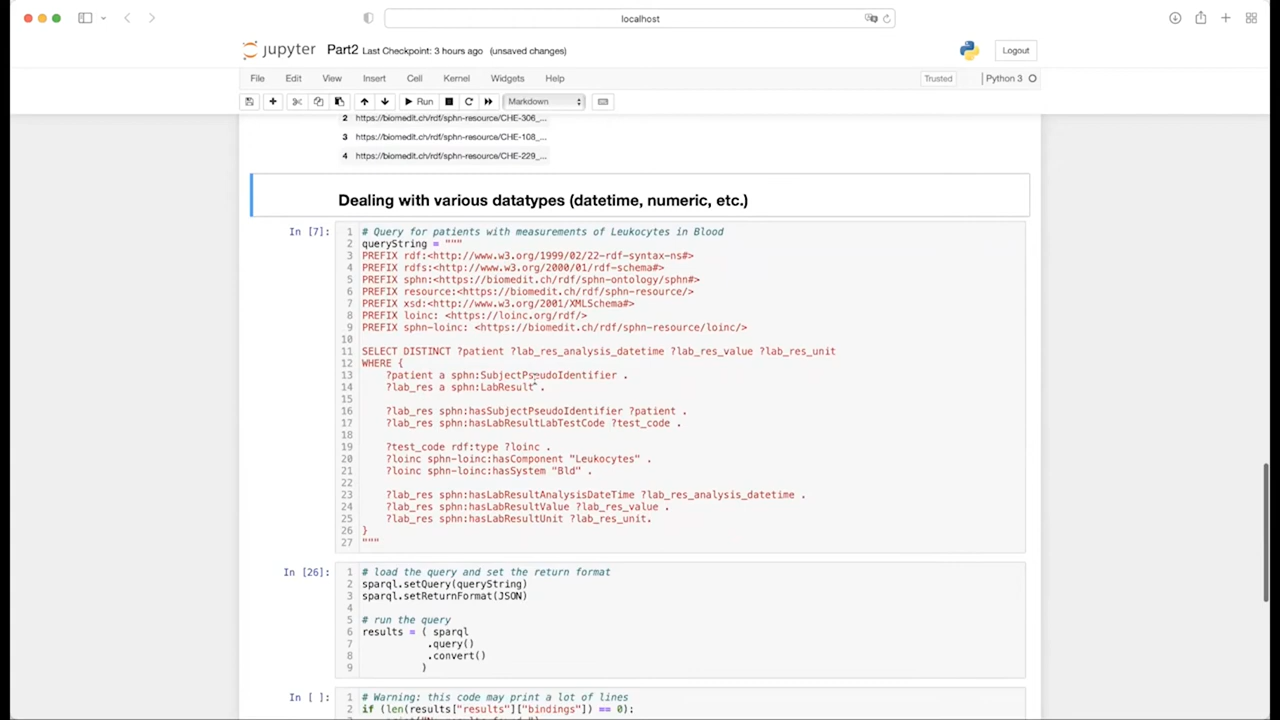 localhost
jupyter Part2 Last Checkpoint: 3 hours ago (unsaved changes) Logout
File Edit View Insert Cell Kernel Widgets Help Trusted Python 3
Run Markdown
2 https://biomedit.ch/rdf/sphn-resource/CHE-306_...
3 https://biomedit.ch/rdf/sphn-resource/CHE-108_...
4 https://biomedit.ch/rdf/sphn-resource/CHE-229_...
Dealing with various datatypes (datetime, numeric, etc.)
In [7]: 1 # Query for patients with measurements of Leukocytes in Blood
2 queryString = """
3 PREFIX rdf:<http://www.w3.org/1999/02/22-rdf-syntax-ns#>
4 PREFIX rdfs:<http://www.w3.org/2000/01/rdf-schema#>
5 PREFIX sphn:<https://biomedit.ch/rdf/sphn-ontology/sphn#>
6 PREFIX resource:<https://biomedit.ch/rdf/sphn-resource/>
7 PREFIX xsd:<http://www.w3.org/2001/XMLSchema#>
8 PREFIX loinc: <https://loinc.org/rdf/>
9 PREFIX sphn-loinc: <https://biomedit.ch/rdf/sphn-resource/loinc/>
10
11 SELECT DISTINCT ?patient ?lab_res_analysis_datetime ?lab_res_value ?lab_res_unit
12 WHERE {
13 ?patient a sphn:SubjectPseudoIdentifier .
14 ?lab_res a sphn:LabResult .
15
16 ?lab_res sphn:hasSubjectPseudoIdentifier ?patient .
17 ?lab_res sphn:hasLabResultLabTestCode ?test_code .
18
19 ?test_code rdf:type ?loinc .
20 ?loinc sphn-loinc:hasComponent "Leukocytes" .
21 ?loinc sphn-loinc:hasSystem "Bld" .
22
23 ?lab_res sphn:hasLabResultAnalysisDateTime ?lab_res_analysis_datetime .
24 ?lab_res sphn:hasLabResultValue ?lab_res_value .
25 ?lab_res sphn:hasLabResultUnit ?lab_res_unit.
26 }
27 """
In [26]: 1 # load the query and set the return format
2 sparql.setQuery(queryString)
3 sparql.setReturnFormat(JSON)
4
5 # run the query
6 results = ( sparql
7 .query()
8 .convert()
9 )
In [ ]: 1 # Warning: this code may print a lot of lines
2 if (len(results["results"]["bindings"]) == 0):